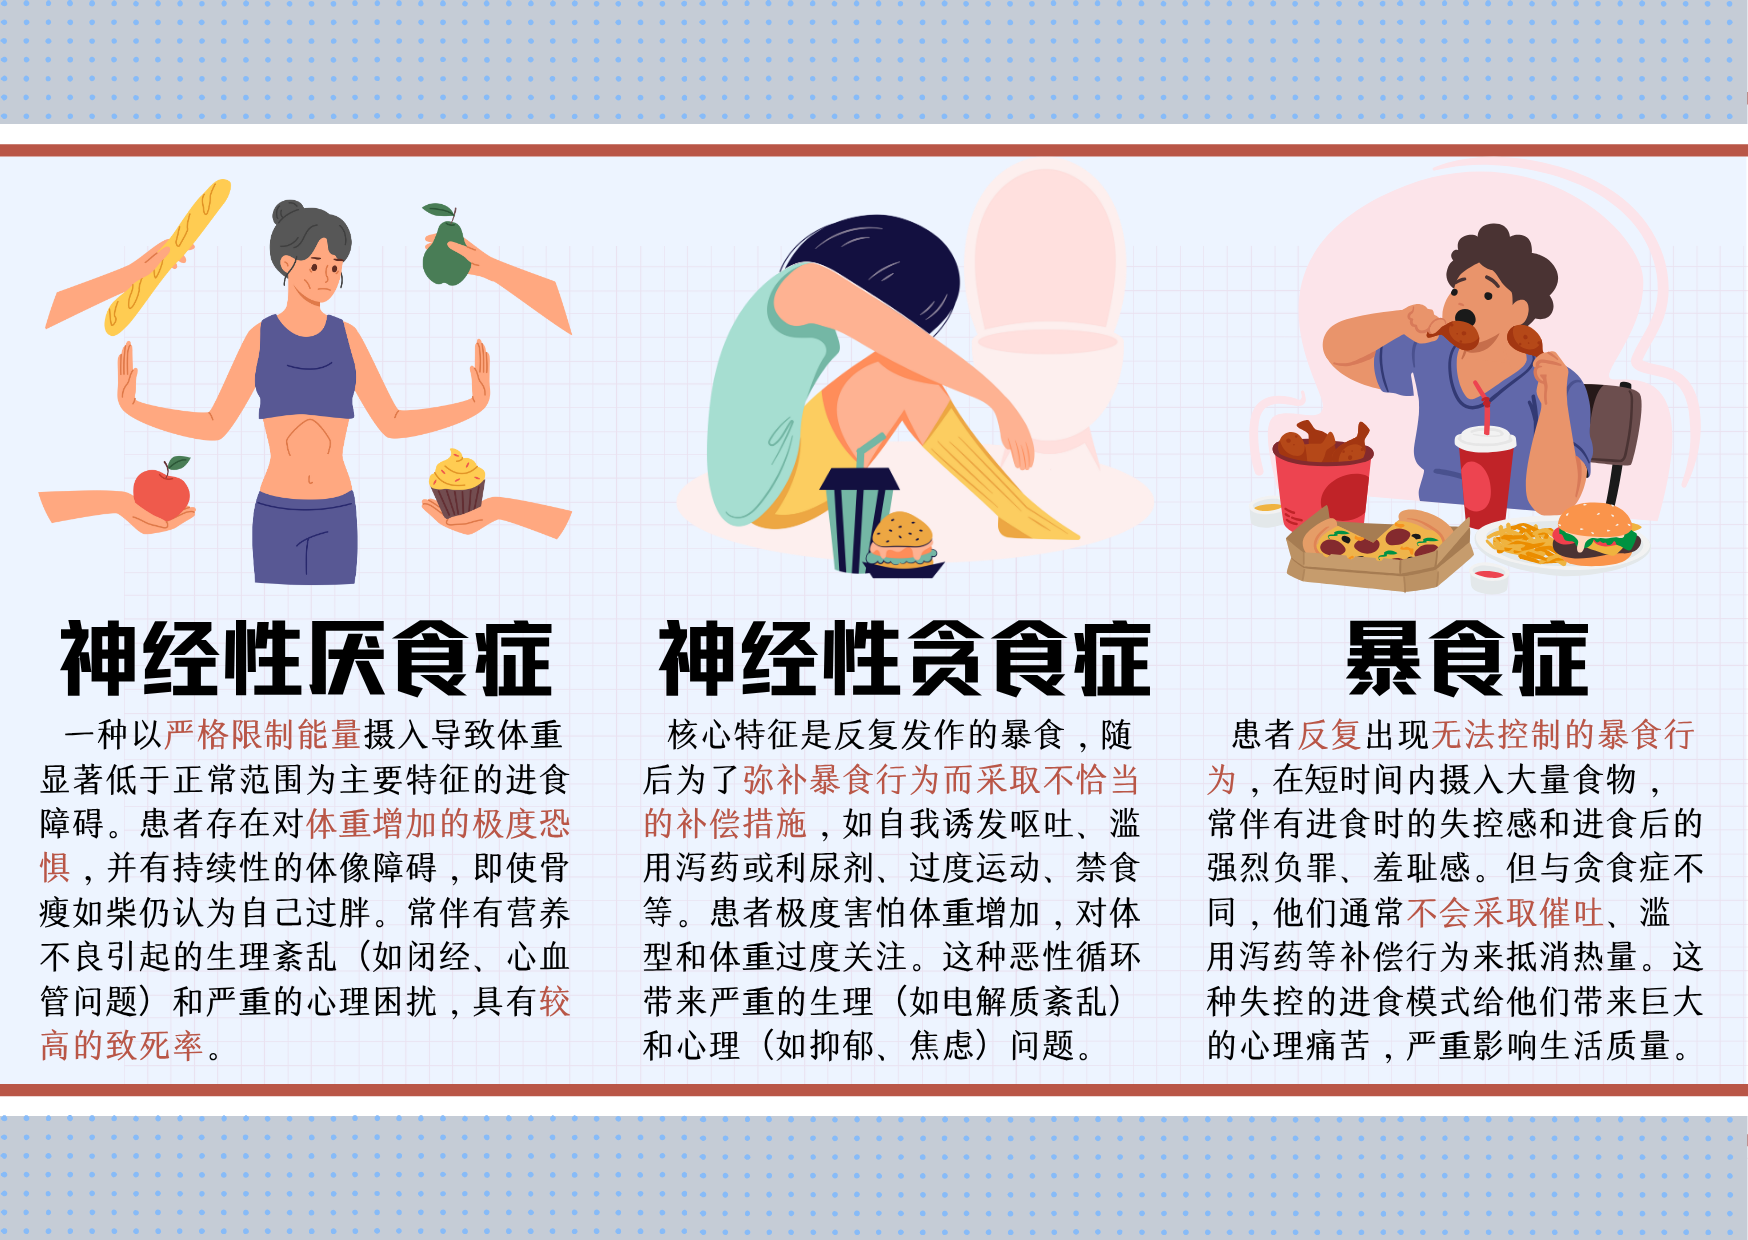 神经性厌食症
一种以严格限制能量摄入导致体重
显著低于正常范围为主要特征的进食
障碍。患者存在对体重增加的极度恐
惧，并有持续性的体像障碍，即使骨
瘦如柴仍认为自己过胖。常伴有营养
不良引起的生理紊乱（如闭经、心血
管问题）和严重的心理困扰，具有较
高的致死率。
神经性贪食症
核心特征是反复发作的暴食，随
后为了弥补暴食行为而采取不恰当
的补偿措施，如自我诱发呕吐、滥
用泻药或利尿剂、过度运动、禁食
等。患者极度害怕体重增加，对体
型和体重过度关注。这种恶性循环
带来严重的生理（如电解质紊乱）
和心理（如抑郁、焦虑）问题。
暴食症
患者反复出现无法控制的暴食行
为，在短时间内摄入大量食物，
常伴有进食时的失控感和进食后的
强烈负罪、羞耻感。但与贪食症不
同，他们通常不会采取催吐、滥
用泻药等补偿行为来抵消热量。这
种失控的进食模式给他们带来巨大
的心理痛苦，严重影响生活质量。